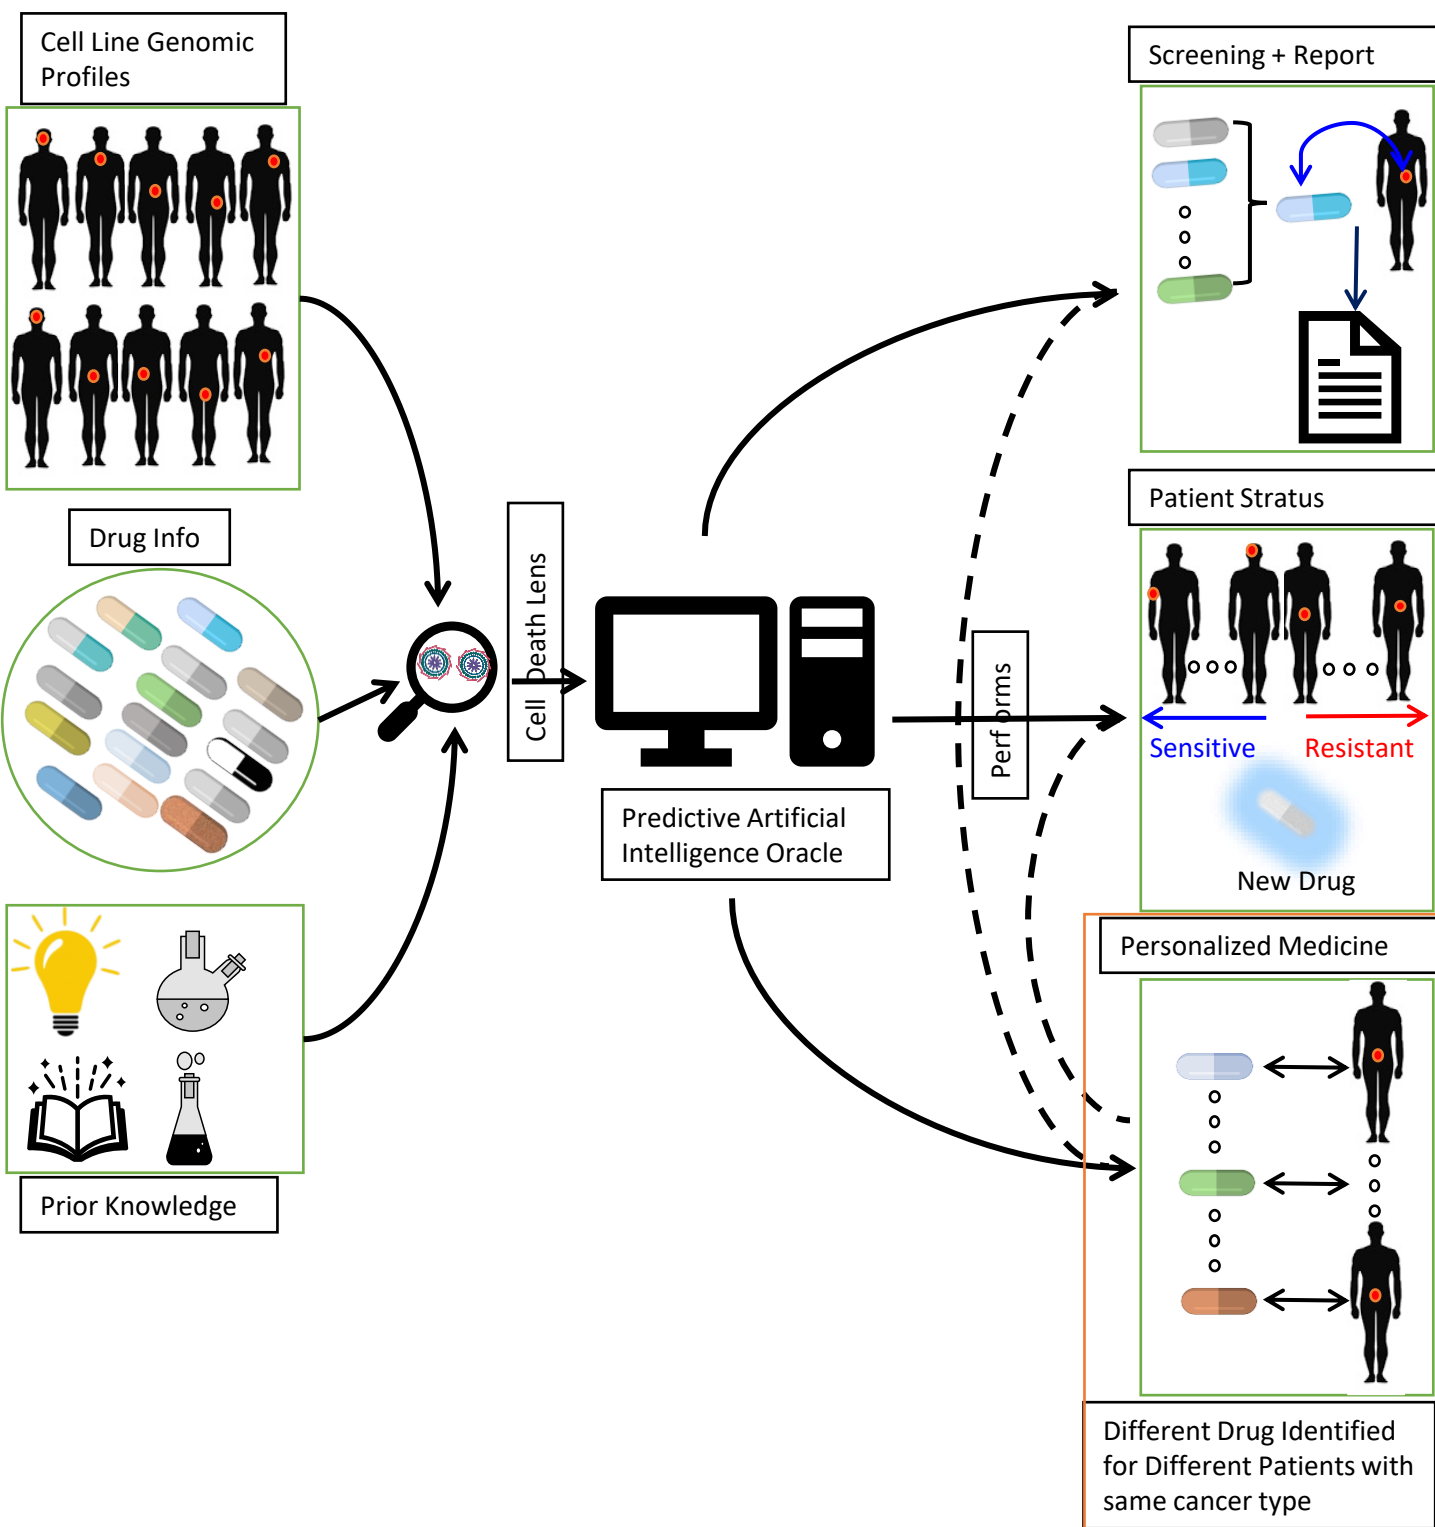 Cell Line Genomic
Profiles
Screening + Report
Drug Info
Cell Death Lens
Patient Stratus
Performs
Sensitive
Resistant
New Drug
Predictive Artificial
Intelligence Oracle
Personalized Medicine
Prior Knowledge
Different Drug Identified
for Different Patients with
same cancer type